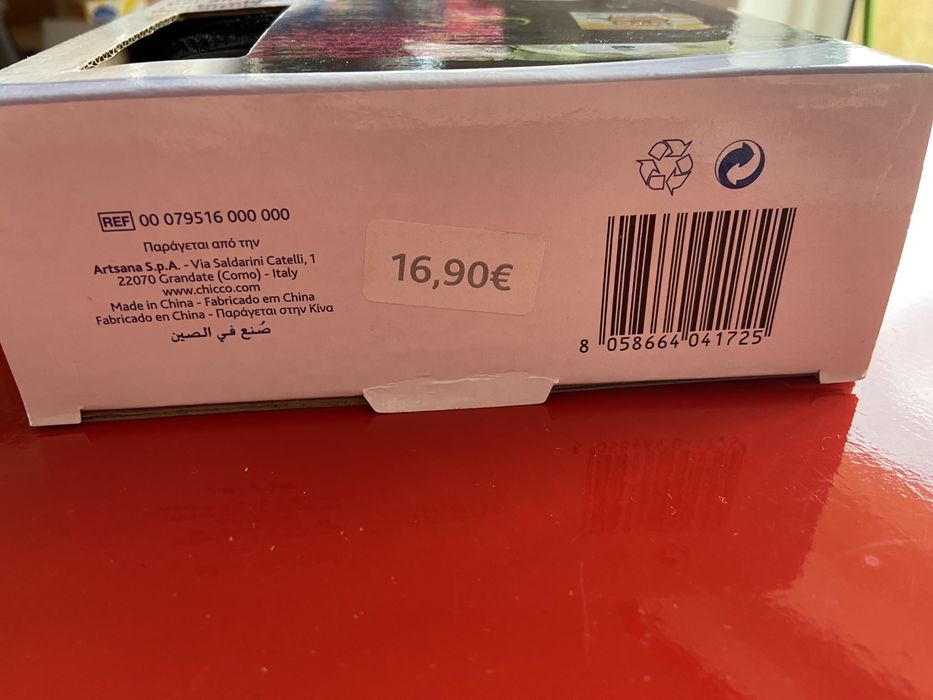 REF 00 079516 000 000
Παράγεται από την
Artsana S.p.A. - Via Saldarini Catelli, 1
22070 Grandate (Como) - Italy
www.chicco.com
Made in China - Fabricado em China
Fabricado en China - Παράγεται στην Κίνα
صُنع في الصين
16,90€
8 058664 041725